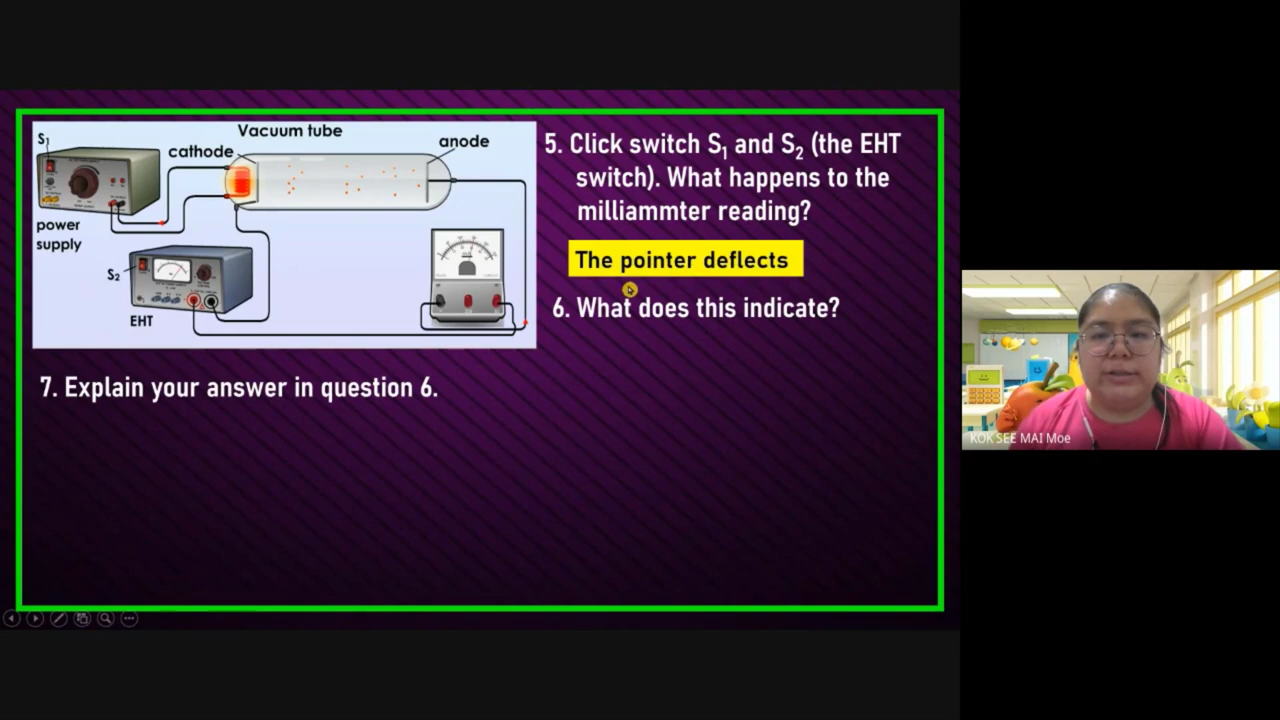 S1
Vacuum tube
cathode
anode
power
supply
S2
EHT
5. Click switch S1 and S2 (the EHT
switch). What happens to the
milliammter reading?
The pointer deflects
6. What does this indicate?
7. Explain your answer in question 6.
KOK SEE MAI Moe